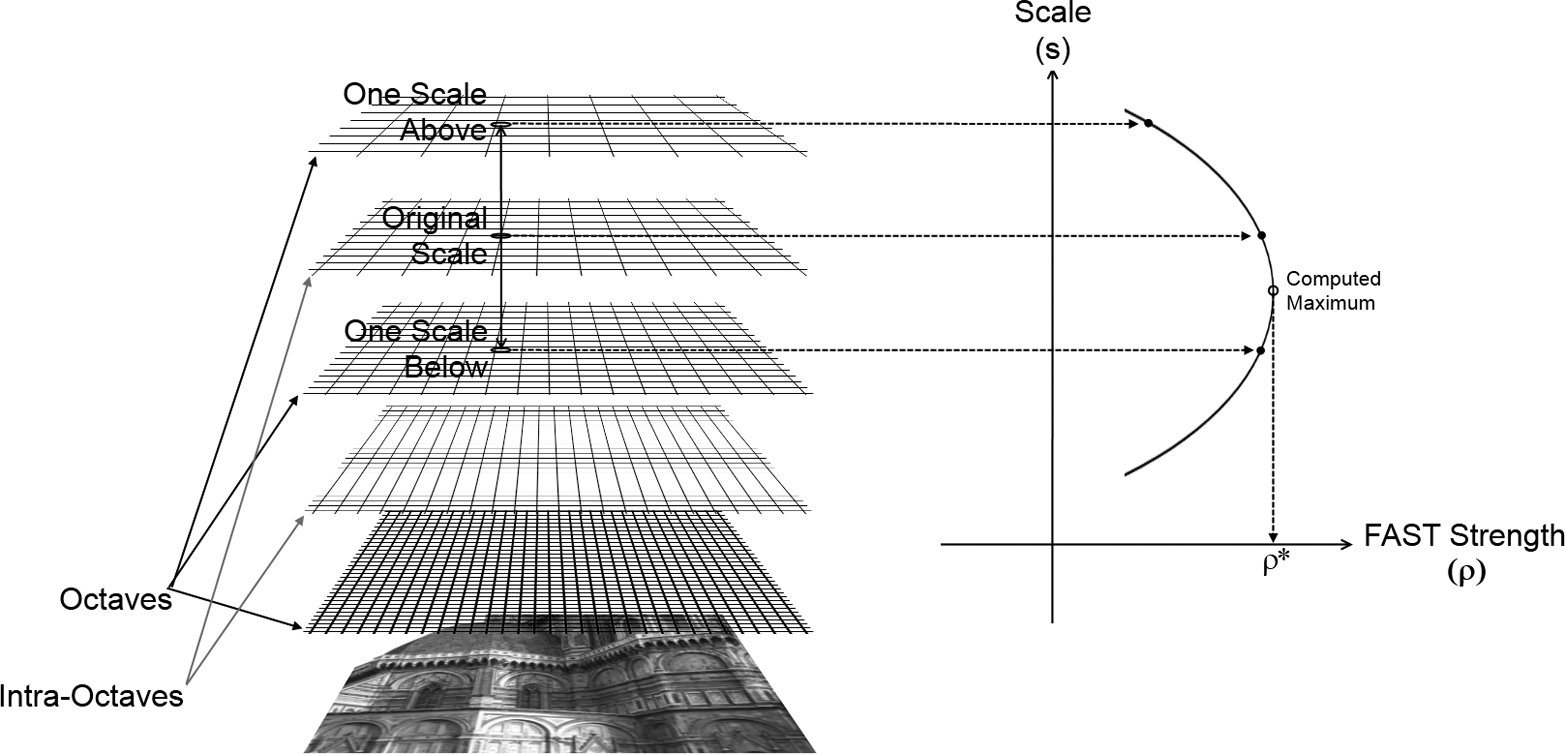 One Scale
Above
Original
Scale
One Scale
Below
Octaves
Intra-Octaves
Scale
(s)
Computed
Maximum
FAST Strength
(ρ)
ρ*